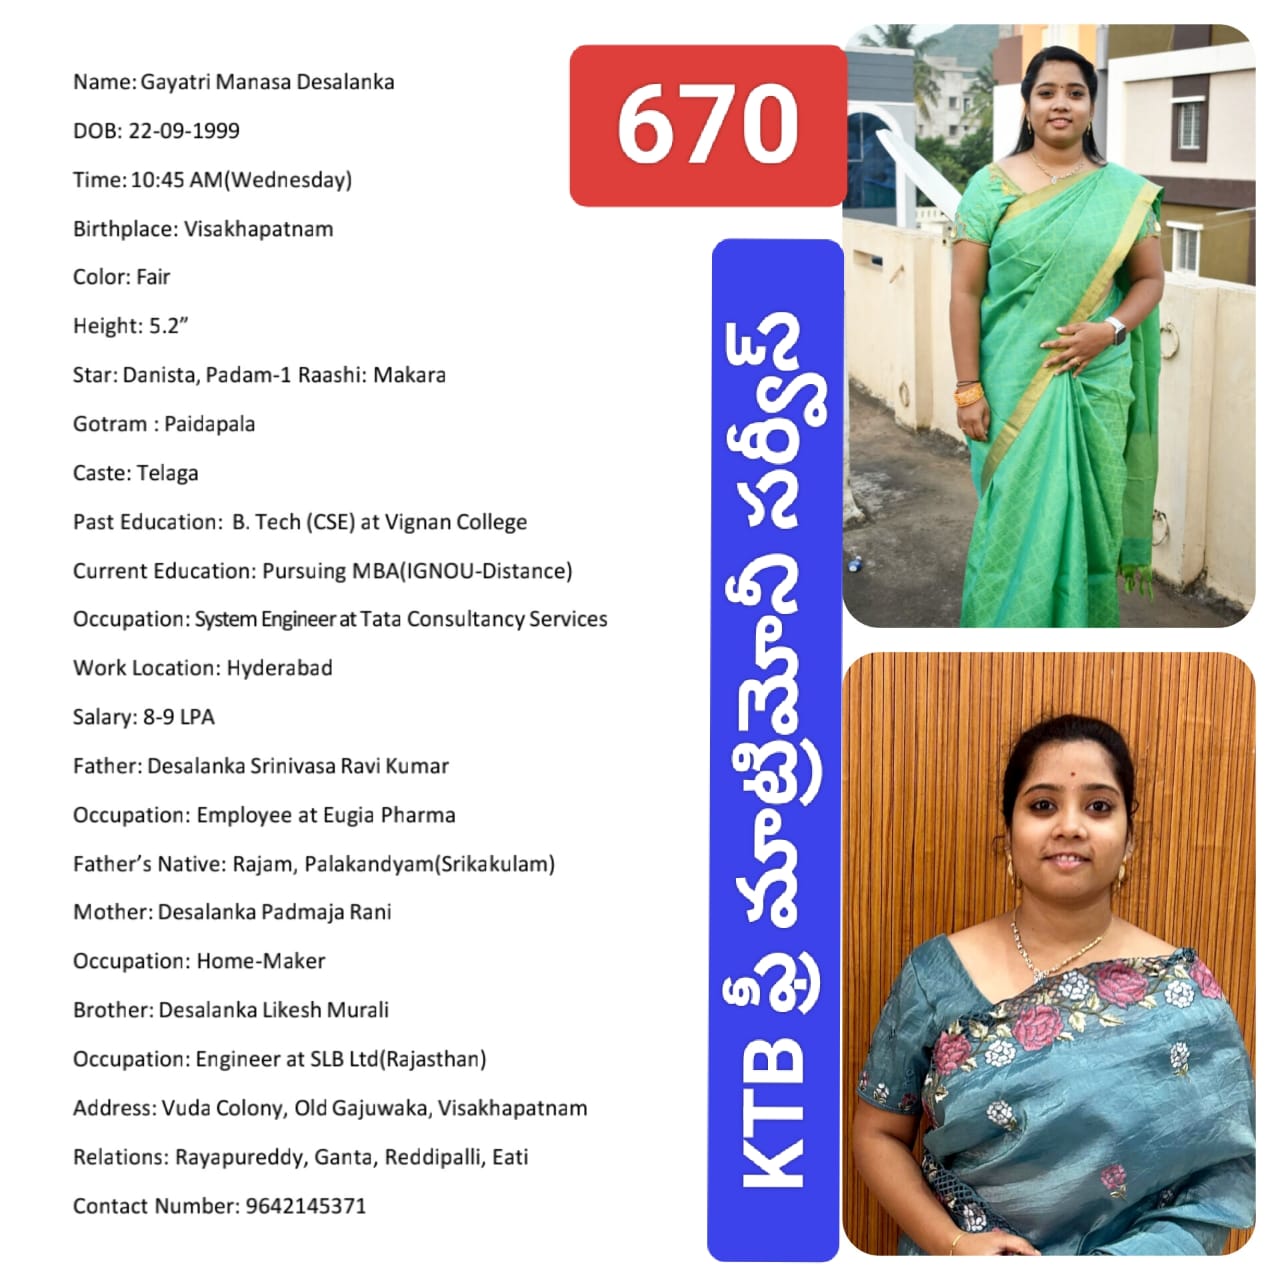 Name: Gayatri Manasa Desalanka
DOB: 22-09-1999
Time: 10:45 AM(Wednesday)
Birthplace: Visakhapatnam
Color: Fair
Height: 5.2”
Star: Danista, Padam-1 Raashi: Makara
Gotram : Paidapala
Caste: Telaga
Past Education: B. Tech (CSE) at Vignan College
Current Education: Pursuing MBA(IGNOU-Distance)
Occupation: System Engineer at Tata Consultancy Services
Work Location: Hyderabad
Salary: 8-9 LPA
Father: Desalanka Srinivasa Ravi Kumar
Occupation: Employee at Eugia Pharma
Father’s Native: Rajam, Palakandyam(Srikakulam)
Mother: Desalanka Padmaja Rani
Occupation: Home-Maker
Brother: Desalanka Likesh Murali
Occupation: Engineer at SLB Ltd(Rajasthan)
Address: Vuda Colony, Old Gajuwaka, Visakhapatnam
Relations: Rayapureddy, Ganta, Reddipalli, Eati
Contact Number: 9642145371
670
KTB ఫ్రీ మాట్రిమోనీ సర్వీస్